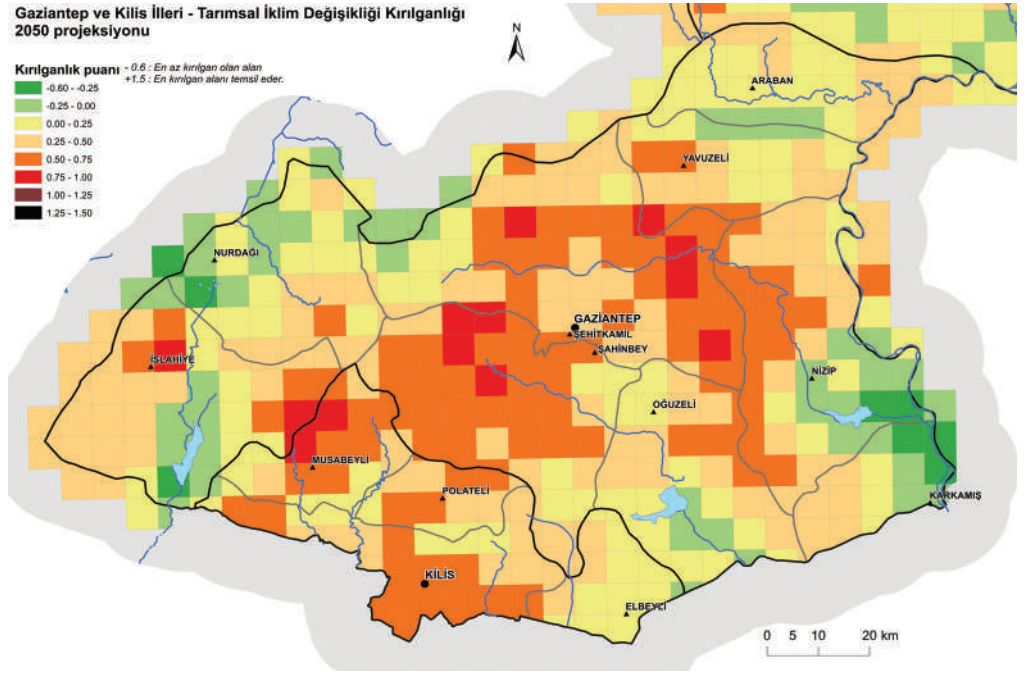 Gaziantep ve Kilis İlleri - Tarımsal İklim Değişikliği Kırılganlığı
2050 projeksiyonu
N
Kırılganlık puanı
- 0.6 : En az kırılgan olan alan
+1.5 : En kırılgan alanı temsil eder.
-0.60 - -0.25
-0.25 - 0.00
0.00 - 0.25
0.25 - 0.50
0.50 - 0.75
0.75 - 1.00
1.00 - 1.25
1.25 - 1.50
ARABAN
YAVUZELİ
NURDAĞI
GAZİANTEP
ŞEHİTKAMİL
ŞAHİNBEY
İSLAHİYE
NİZİP
OĞUZELİ
MUSABEYLİ
POLATELİ
KARKAMIŞ
KİLİS
ELBEYLİ
0 5 10 20 km